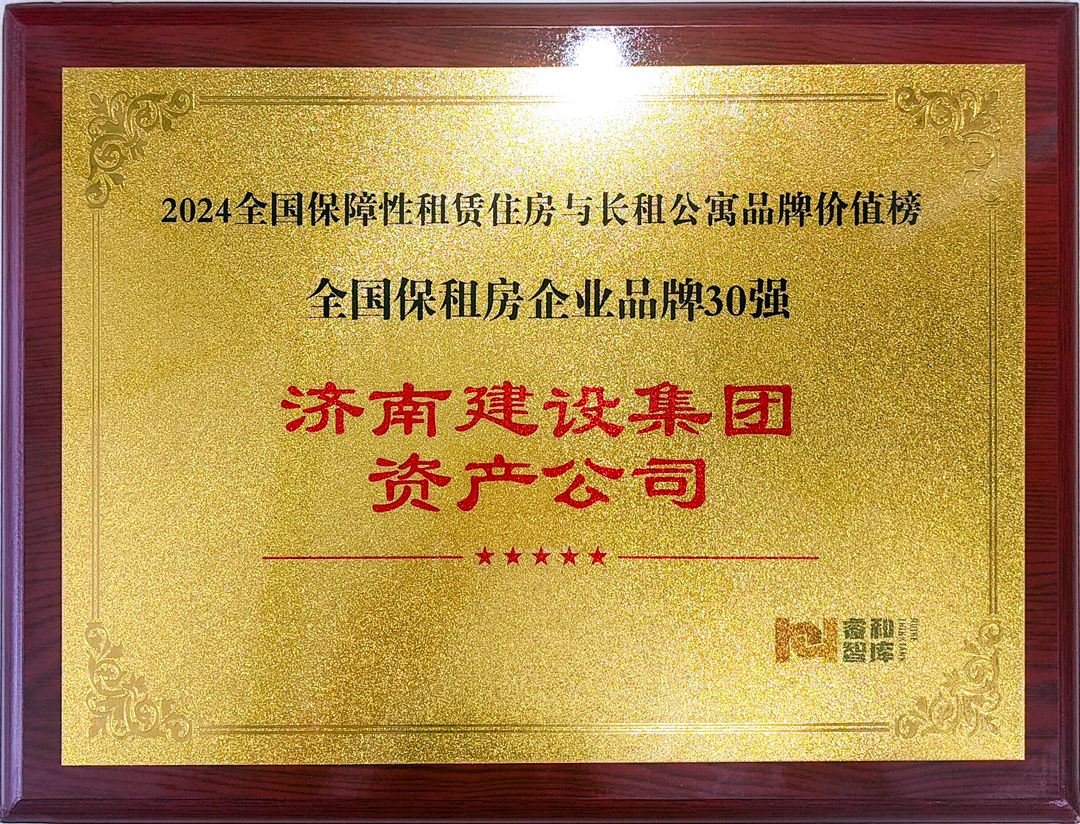 2024全国保障性租赁住房与长租公寓品牌价值榜
全国保租房企业品牌30强
济南建设集团
资产公司
睿和
智库